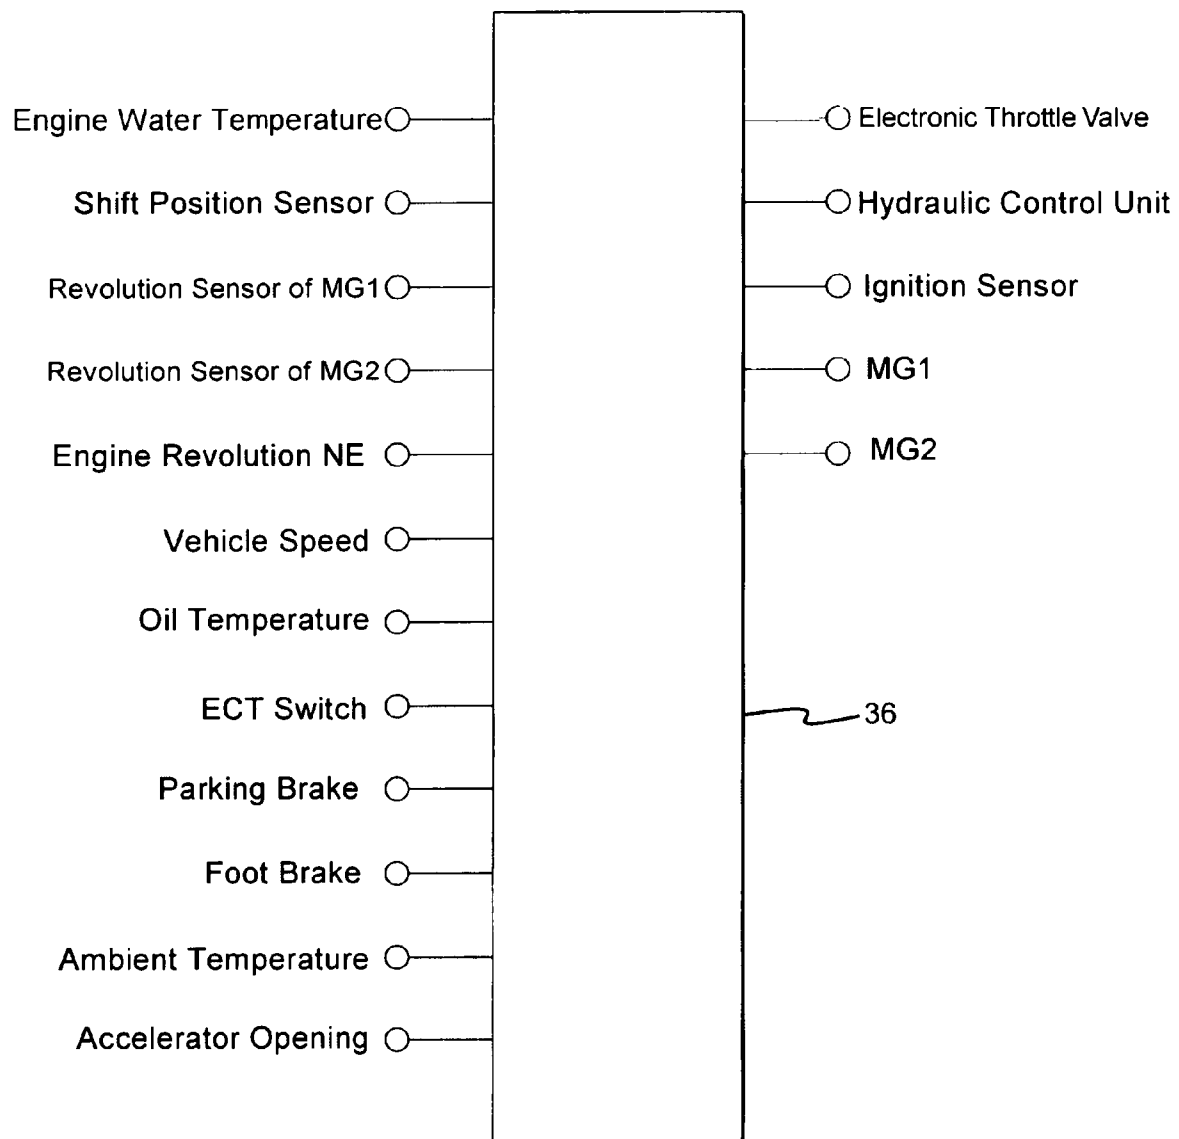 Engine Water Temperature
Shift Position Sensor
Revolution Sensor of MG1
Revolution Sensor of MG2
Engine Revolution NE
Vehicle Speed
Oil Temperature
ECT Switch
Parking Brake
Foot Brake
Ambient Temperature
Accelerator Opening
Electronic Throttle Valve
Hydraulic Control Unit
Ignition Sensor
MG1
MG2
36